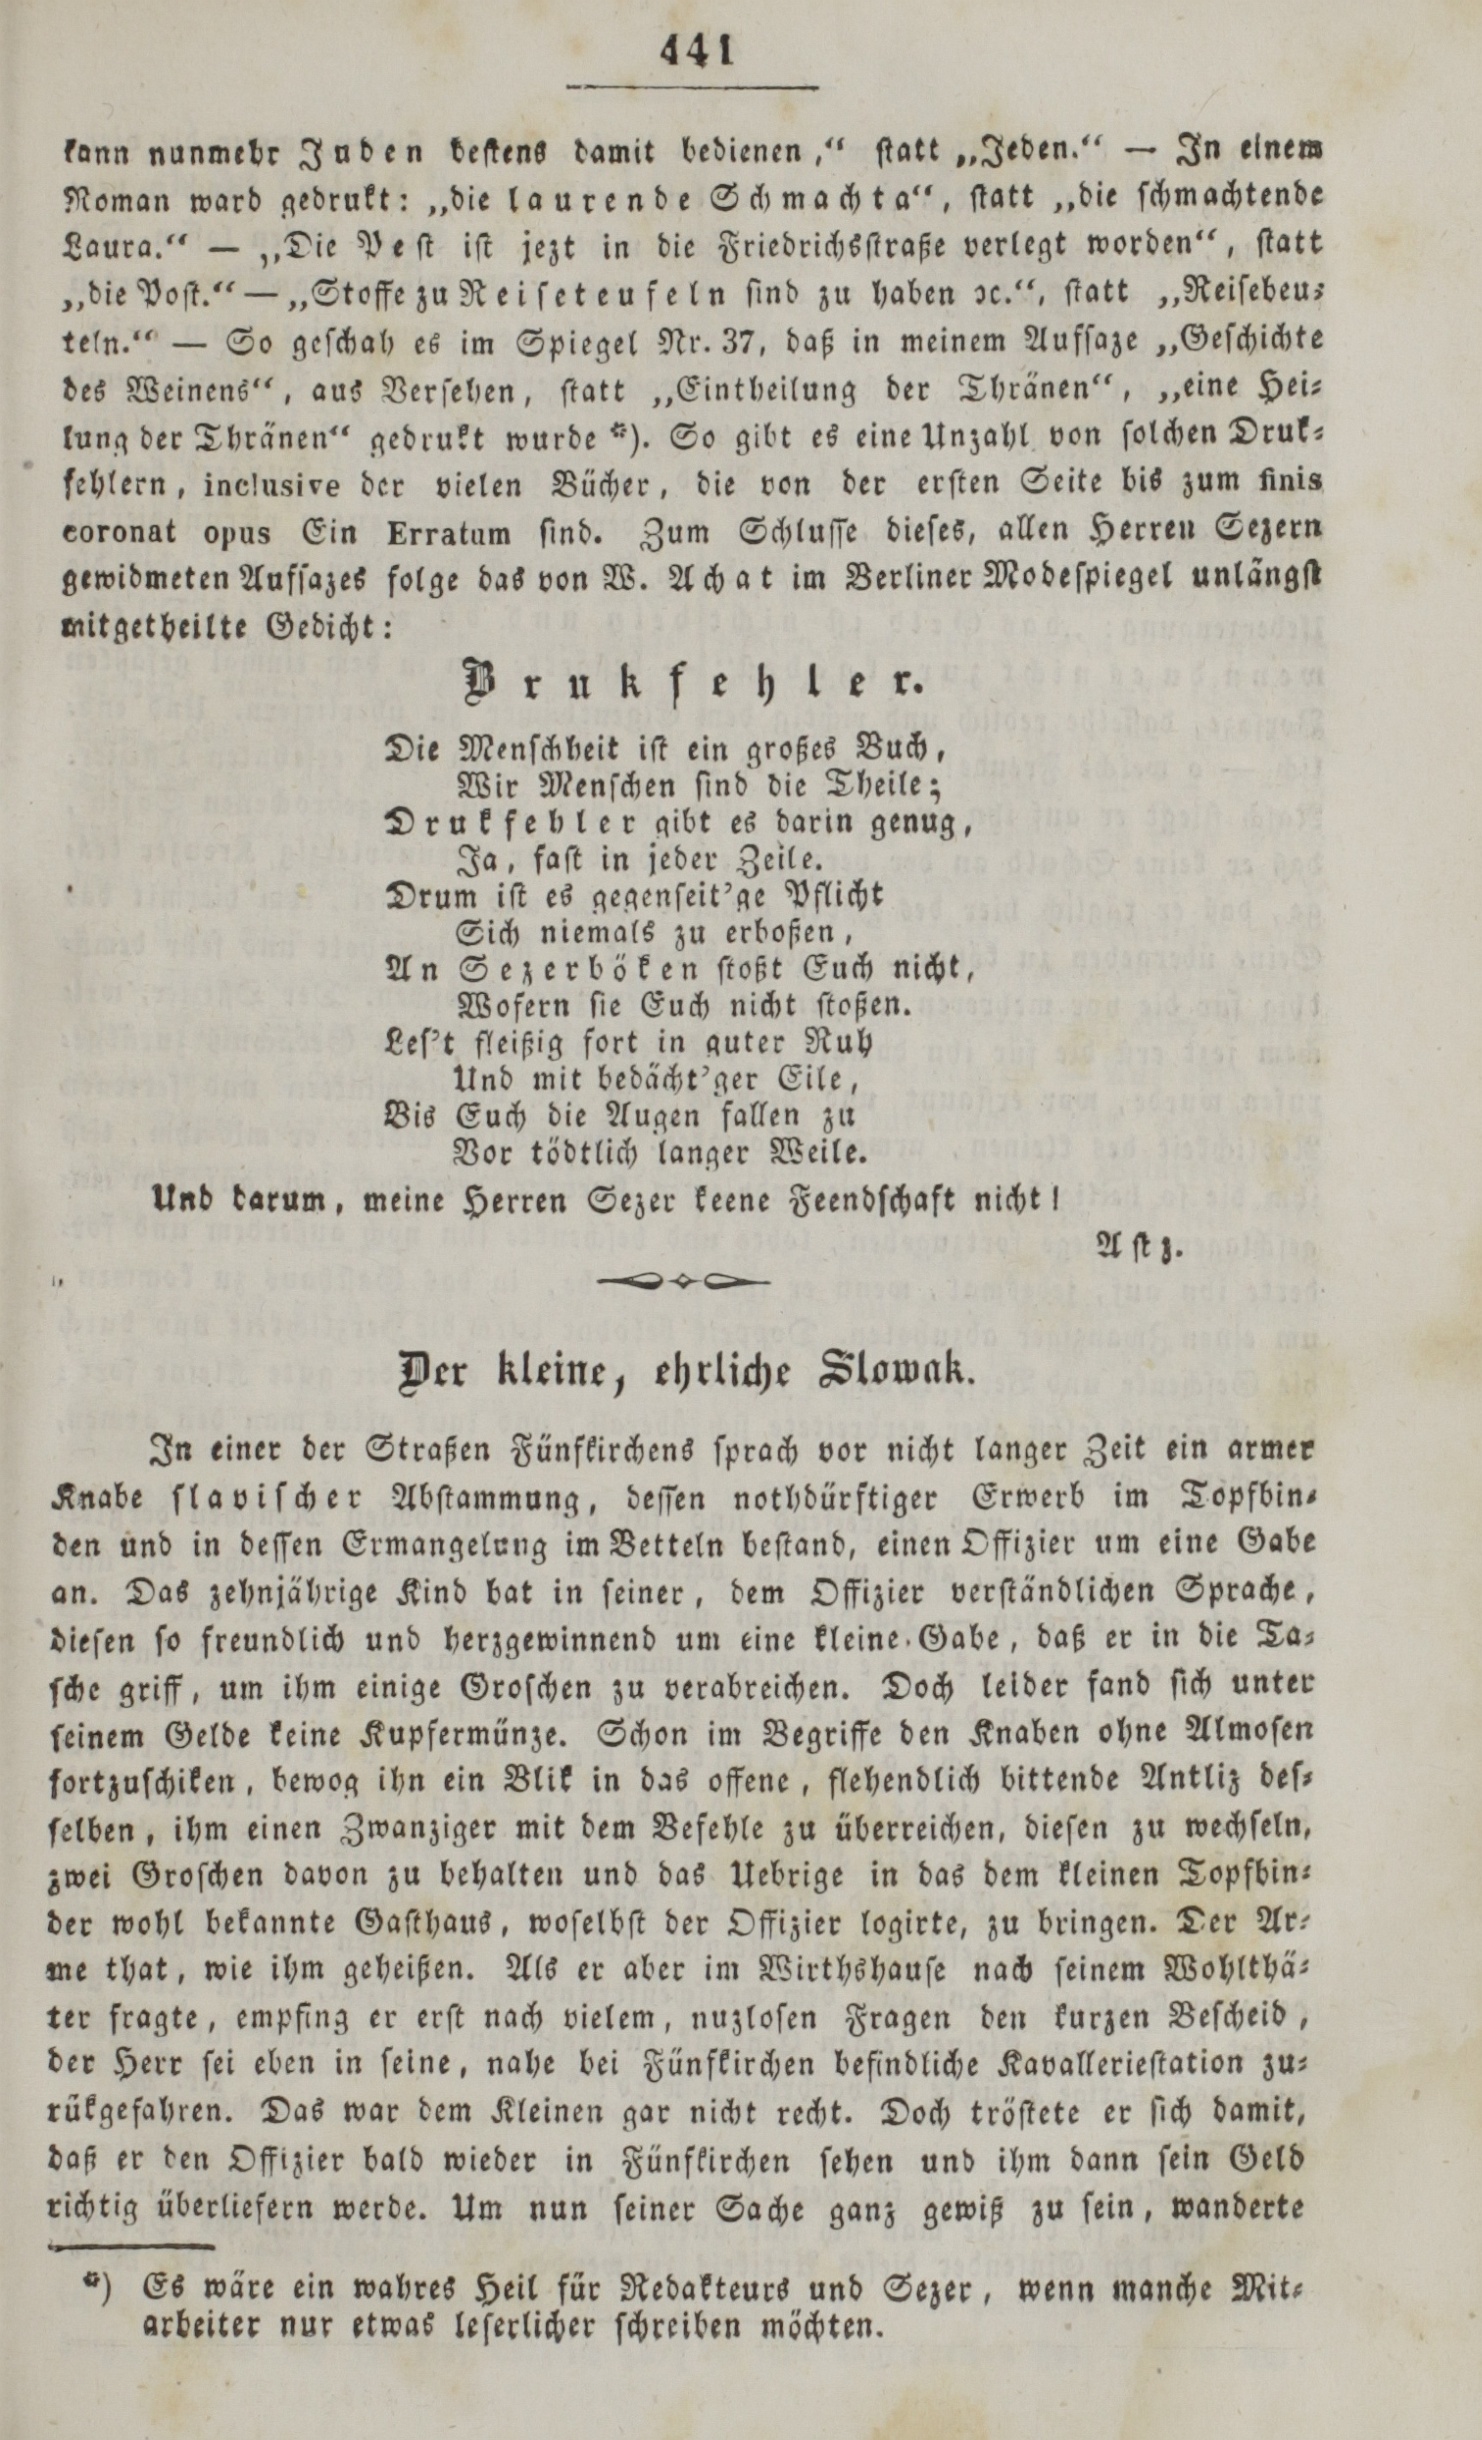 441
kann nunmehr Juden bestens damit bedienen,“ statt „Jeden.“ — In einem
Roman ward gedrukt: „die laurende Schmachta“, statt „die schmachtende
Laura.“ — „Die Pest ist jezt in die Friedrichsstraße verlegt worden“, statt
„die Post.“ — „Stoffe zu Reiseteufeln sind zu haben ꝛc.“, statt „Reisebeu-
teln.“ — So geschah es im Spiegel Nr. 37, daß in meinem Aufsaze „Geschichte
des Weinens“, aus Versehen, statt „Eintheilung der Thränen“, „eine Hei-
lung der Thränen“ gedrukt wurde *). So gibt es eine Unzahl von solchen Druk-
fehlern, inclusive der vielen Bücher, die von der ersten Seite bis zum finis
coronat opus Ein Erratum sind. Zum Schlusse dieses, allen Herren Sezern
gewidmeten Aufsazes folge das von W. Achat im Berliner Modespiegel unlängst
mitgetheilte Gedicht:
Drukfehler.
Die Menschheit ist ein großes Buch,
Wir Menschen sind die Theile;
Drukfehler gibt es darin genug,
Ja, fast in jeder Zeile.
Drum ist es gegenseit’ge Pflicht
Sich niemals zu erboßen,
An Sezerböken stoßt Euch nicht,
Wofern sie Euch nicht stoßen.
Les’t fleißig fort in guter Ruh
Und mit bedächt’ger Eile,
Bis Euch die Augen fallen zu
Vor tödtlich langer Weile.
Und darum, meine Herren Sezer keene Feendschaft nicht!
Astz.
Der kleine, ehrliche Slowak.
In einer der Straßen Fünfkirchens sprach vor nicht langer Zeit ein armer
Knabe slavischer Abstammung, dessen nothdürftiger Erwerb im Topfbin-
den und in dessen Ermangelung im Betteln bestand, einen Offizier um eine Gabe
an. Das zehnjährige Kind bat in seiner, dem Offizier verständlichen Sprache,
diesen so freundlich und herzgewinnend um eine kleine Gabe, daß er in die Ta-
sche griff, um ihm einige Groschen zu verabreichen. Doch leider fand sich unter
seinem Gelde keine Kupfermünze. Schon im Begriffe den Knaben ohne Almosen
fortzuschiken, bewog ihn ein Blik in das offene, flehendlich bittende Antliz des-
selben, ihm einen Zwanziger mit dem Befehle zu überreichen, diesen zu wechseln,
zwei Groschen davon zu behalten und das Uebrige in das dem kleinen Topfbin-
der wohl bekannte Gasthaus, woselbst der Offizier logirte, zu bringen. Der Ar-
me that, wie ihm geheißen. Als er aber im Wirthshause nach seinem Wohlthä-
ter fragte, empfing er erst nach vielem, nuzlosen Fragen den kurzen Bescheid,
der Herr sei eben in seine, nahe bei Fünfkirchen befindliche Kavalleriestation zu-
rükgefahren. Das war dem Kleinen gar nicht recht. Doch tröstete er sich damit,
daß er den Offizier bald wieder in Fünfkirchen sehen und ihm dann sein Geld
richtig überliefern werde. Um nun seiner Sache ganz gewiß zu sein, wanderte
*) Es wäre ein wahres Heil für Redakteurs und Sezer, wenn manche Mit-
arbeiter nur etwas leserlicher schreiben möchten.